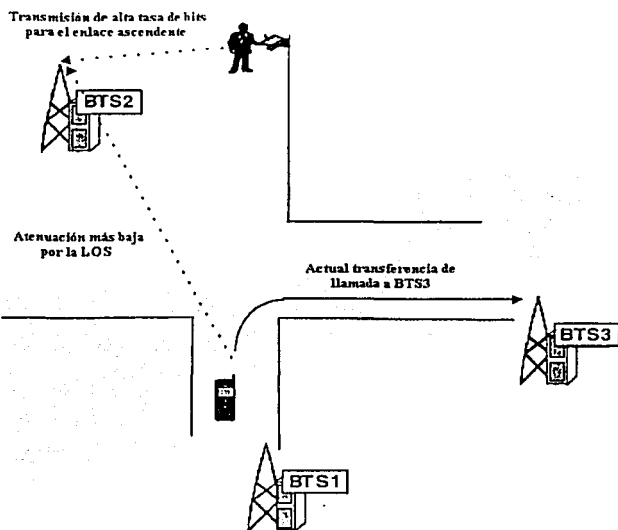 Transmisión de alta tasa de bits
para el enlace ascendente
BTS2
Atenuación más baja
por la LOS
Actual transferencia de
llamada a BTS3
BTS3
BTS1